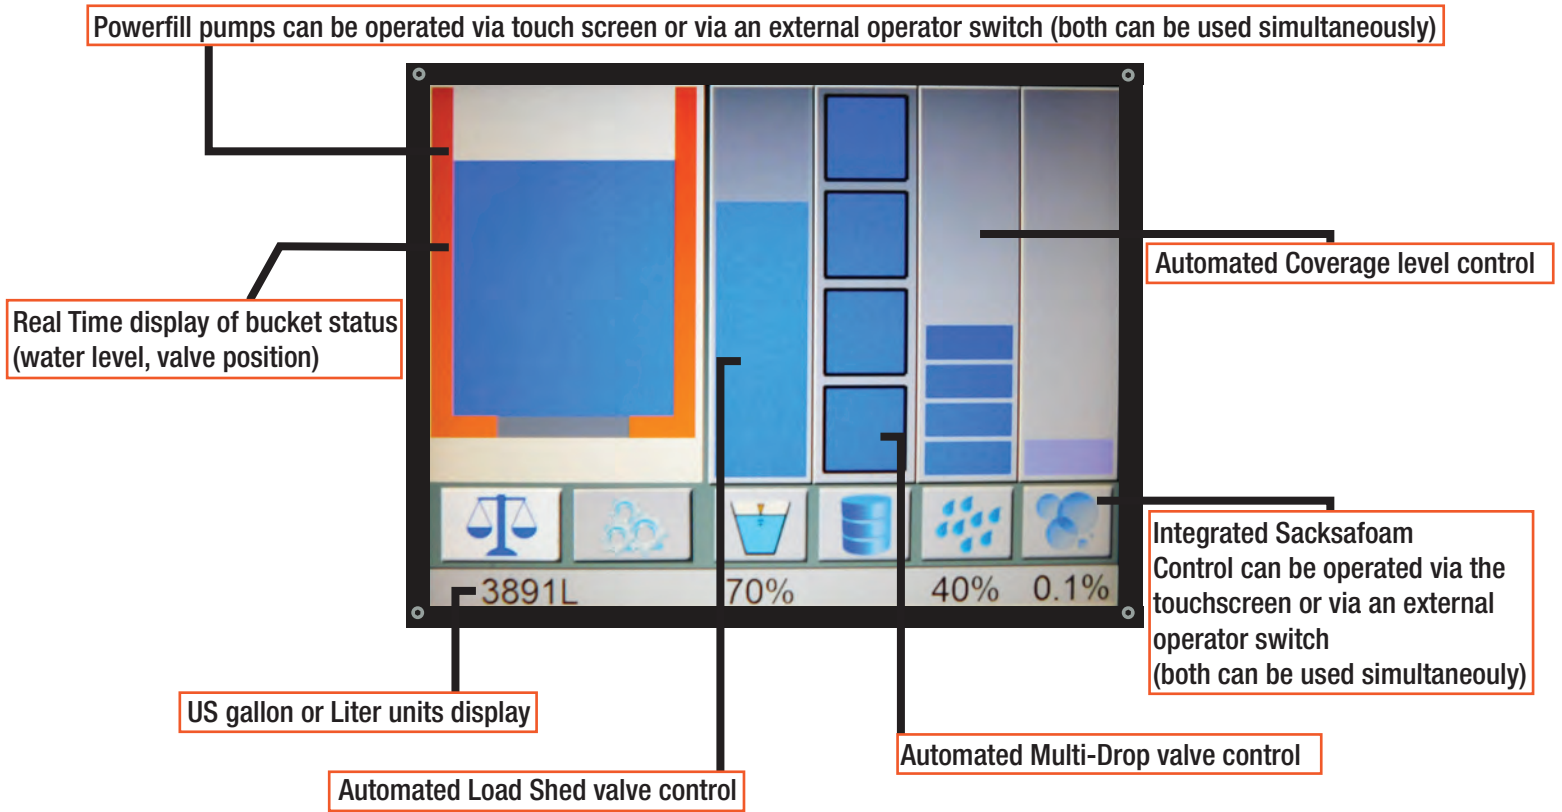 Powerfill pumps can be operated via touch screen or via an external operator switch (both can be used simultaneously)
Automated Coverage level control
Real Time display of bucket status
(water level, valve position)
Integrated Sacksafoam
Control can be operated via the
touchscreen or via an external
operator switch
(both can be used simultaneouly)
3891L 70% 40% 0.1%
US gallon or Liter units display
Automated Multi-Drop valve control
Automated Load Shed valve control